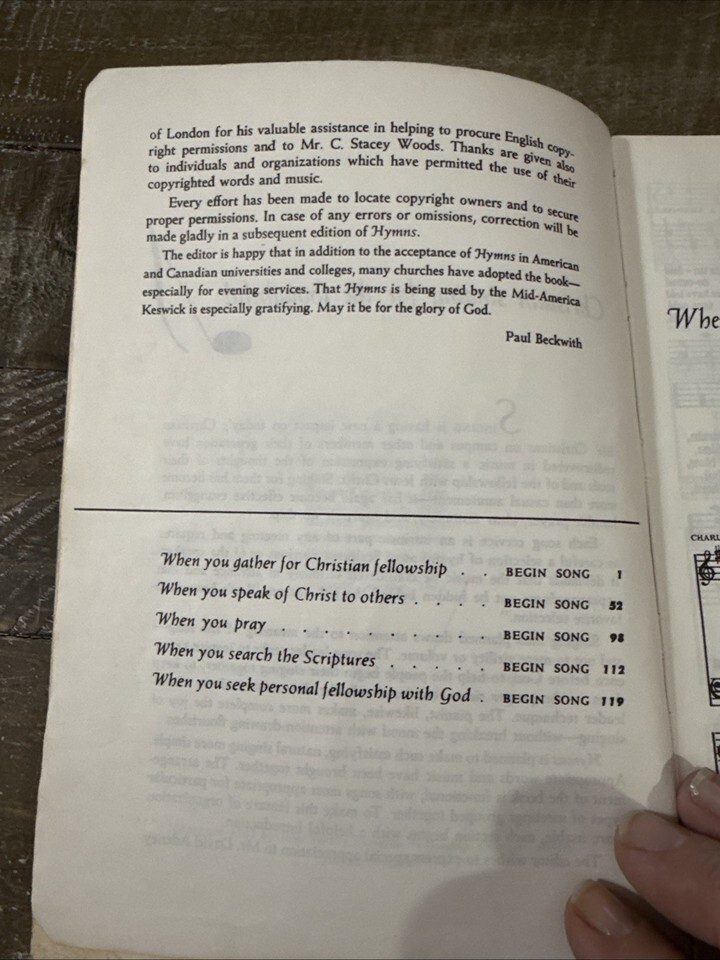 of London for his valuable assistance in helping to procure English copy-
right permissions and to Mr. C. Stacey Woods. Thanks are given also
to individuals and organizations which have permitted the use of their
copyrighted words and music.
Every effort has been made to locate copyright owners and to secure
proper permissions. In case of any errors or omissions, correction will be
made gladly in a subsequent edition of Hymns.
The editor is happy that in addition to the acceptance of Hymns in American
and Canadian universities and colleges, many churches have adopted the book—
especially for evening services. That Hymns is being used by the Mid-America
Keswick is especially gratifying. May it be for the glory of God.
Paul Beckwith
When you gather for Christian fellowship . . BEGIN SONG 1
When you speak of Christ to others . . . . BEGIN SONG 52
When you pray . . . . . . . . . BEGIN SONG 98
When you search the Scriptures . . . . . BEGIN SONG 112
When you seek personal fellowship with God . BEGIN SONG 119
Whe
CHARL